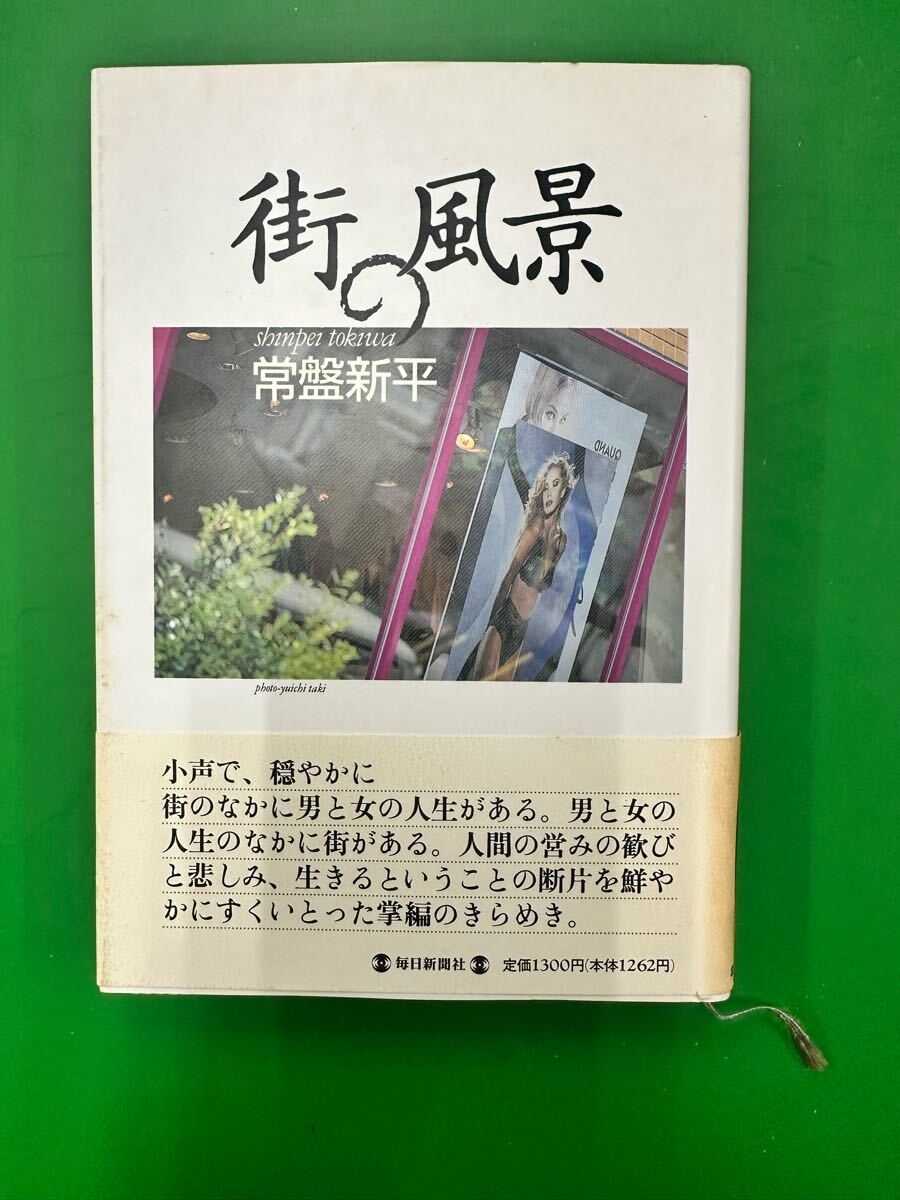 街の風景
shinpei tokiwa
常盤新平
QUAND
photo-yuichi taki
小声で、穏やかに
街のなかに男と女の人生がある。男と女の
人生のなかに街がある。人間の営みの歓び
と悲しみ、生きるということの断片を鮮や
かにすくいとった掌編のきらめき。
毎日新聞社 定価1300円(本体1262円)